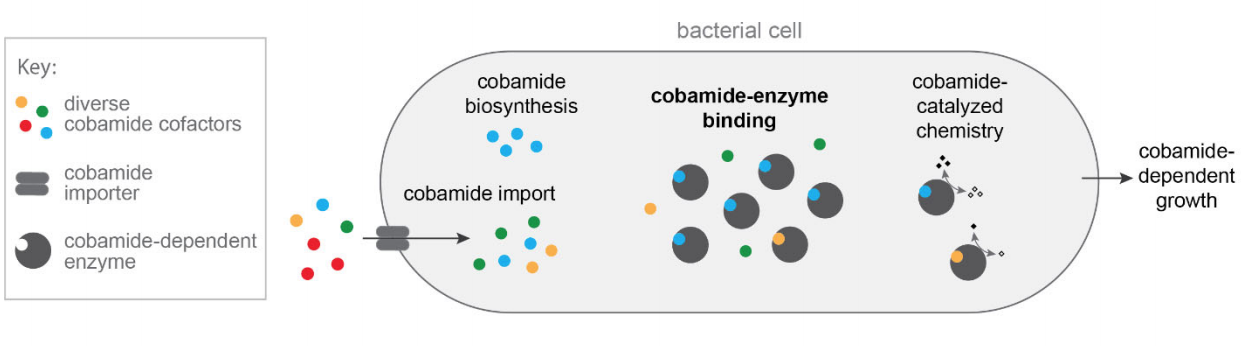 bacterial cell
Key:
diverse
cobamide cofactors
cobamide
importer
cobamide-dependent
enzyme
cobamide
biosynthesis
cobamide import
cobamide-enzyme
binding
cobamide-
catalyzed
chemistry
cobamide-
dependent
growth